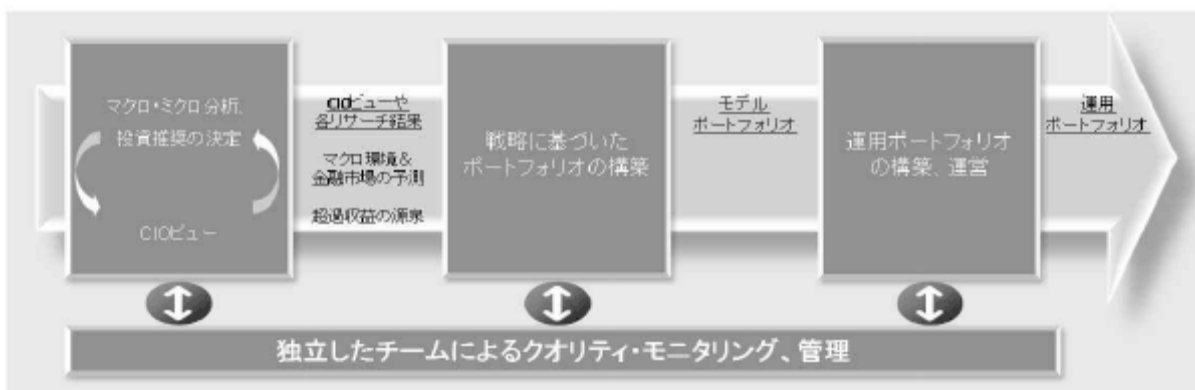 マクロ・ミクロ分析、
投資推奨の決定
CIOビュー
CIOビューや
各リサーチ結果
マクロ環境&
金融市場の予測
超過収益の源泉
戦略に基づいた
ポートフォリオの構築
モデル
ポートフォリオ
運用ポートフォリオ
の構築、運営
運用
ポートフォリオ
独立したチームによるクオリティ・モニタリング、管理